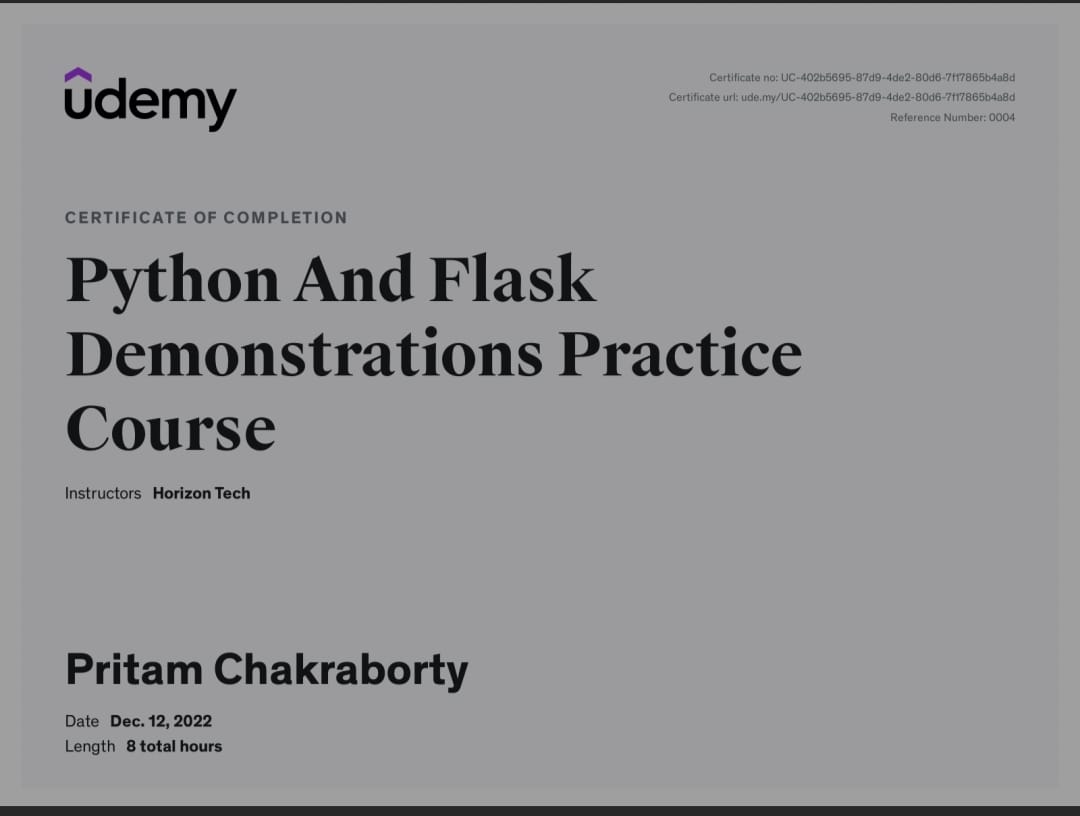 udemy
Certificate no: UC-402b5695-87d9-4de2-80d6-7f17865b4a8d
Certificate url: ude.my/UC-402b5695-87d9-4de2-80d6-7f17865b4a8d
Reference Number: 0004
CERTIFICATE OF COMPLETION
Python And Flask
Demonstrations Practice
Course
Instructors Horizon Tech
Pritam Chakraborty
Date Dec. 12, 2022
Length 8 total hours